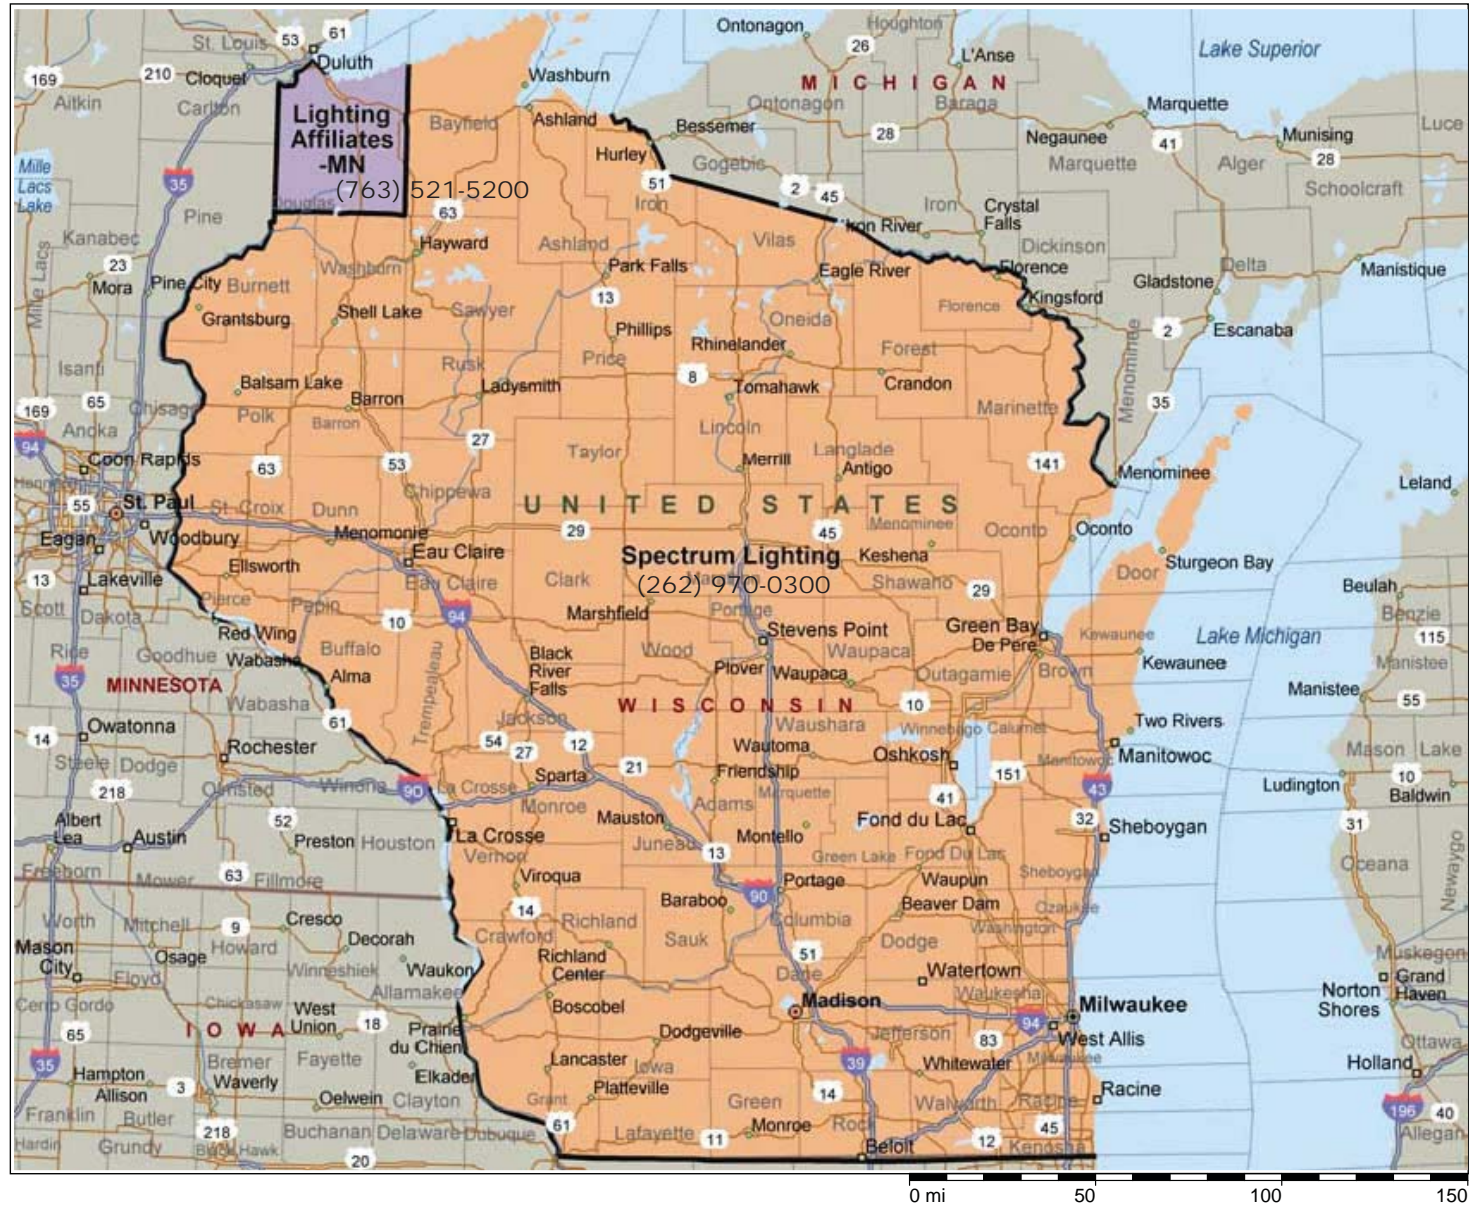 53
61
St. Louis
Ontonagon
Houghton
26
L'Anse
Lake Superior
169
210
Cloquet
Duluth
Washburn
MICHIGAN
Aitkin
Carlton
Lighting
Affiliates
-MN
(763) 521-5200
Douglas
Bayfield
Ashland
Ontonagon
Baraga
Marquette
Bessemer
28
Negaunee
41
Munising
Luce
Hurley
Gogebic
Marquette
Alger
28
Schoolcraft
Mille
Lacs
Lake
35
51
2
45
Pine
63
Iron
Iron
Crystal
Falls
Iron River
Kanabec
Hayward
Ashland
Vilas
Dickinson
Mille Lacs
23
Mora
Pine City
Burnett
Washburn
Park Falls
Eagle River
Florence
Gladstone
Delta
Manistique
Grantsburg
Shell Lake
Sawyer
13
Florence
Kingsford
Phillips
Oneida
2
Escanaba
Rhinelander
Forest
Menominee
Isanti
Rusk
Price
8
Crandon
Balsam Lake
Barron
Ladysmith
Tomahawk
169
65
Chisago
Polk
Barron
Marinette
35
Anoka
Lincoln
94
27
Taylor
Langlade
Coon Rapids
63
53
Merrill
Antigo
141
Menominee
Leland
55
St. Paul
St. Croix
Dunn
Chippewa
UNITED STATES
Menominee
Oconto
Oconto
Eagan
Woodbury
Menomonie
29
45
Eau Claire
Spectrum Lighting
(262) 970-0300
Keshena
Sturgeon Bay
13
Lakeville
Ellsworth
Eau Claire
Clark
Shawano
Door
Beulah
Scott
Dakota
Pierce
Pepin
94
Marshfield
Portage
29
Benzie
10
Red Wing
Stevens Point
Green Bay
Kewaunee
Lake Michigan
115
Rice
Goodhue
Wabasha
Buffalo
Black
River
Falls
Wood
Waupaca
De Pere
35
Plover
Waupaca
Outagamie
Brown
Kewaunee
Manistee
MINNESOTA
Alma
Trempealeau
Manistee
55
Wabasha
61
Jackson
WISCONSIN
10
14
Owatonna
Waushara
Winnebago
Calumet
Two Rivers
Rochester
54
27
12
Wautoma
Oshkosh
Manitowoc
Manitowoc
Mason
Lake
Steele
Dodge
21
Friendship
151
Ludington
10
Baldwin
218
Olmsted
Winona
90
La Crosse
Sparta
Marquette
41
43
Monroe
Adams
Albert
Lea
52
Mauston
Fond du Lac
32
Sheboygan
31
Austin
Preston
Houston
La Crosse
Juneau
Montello
13
Green Lake
Fond Du Lac
Vernon
Freeborn
Mower
63
Fillmore
Viroqua
90
Portage
Waupun
Sheboygan
Oceana
Newaygo
Baraboo
Beaver Dam
14
Worth
Mitchell
9
Cresco
Richland
Columbia
Ozaukee
Washington
Mason
City
Howard
Decorah
Crawford
Sauk
Dodge
Osage
Richland
Center
51
Muskegon
Floyd
Winneshiek
Waukon
Dane
Watertown
Grand
Haven
Norton
Shores
Cerro Gordo
Chickasaw
Allamakee
Boscobel
Madison
Waukesha
Milwaukee
65
IOWA
West
Union
18
Prairie
du Chien
Dodgeville
Jefferson
94
West Allis
83
Ottawa
35
Bremer
Fayette
Lancaster
Iowa
39
Whitewater
Milwaukee
Holland
Hampton
Allison
3
Waverly
Elkader
Platteville
Racine
Franklin
Butler
Oelwein
Clayton
Grant
Green
14
Walworth
Racine
196
40
218
61
Rock
45
Hardin
Grundy
Black Hawk
Buchanan
Delaware
Dubuque
Lafayette
11
Monroe
Beloit
12
Kenosha
Allegan
20
0 mi
50
100
150